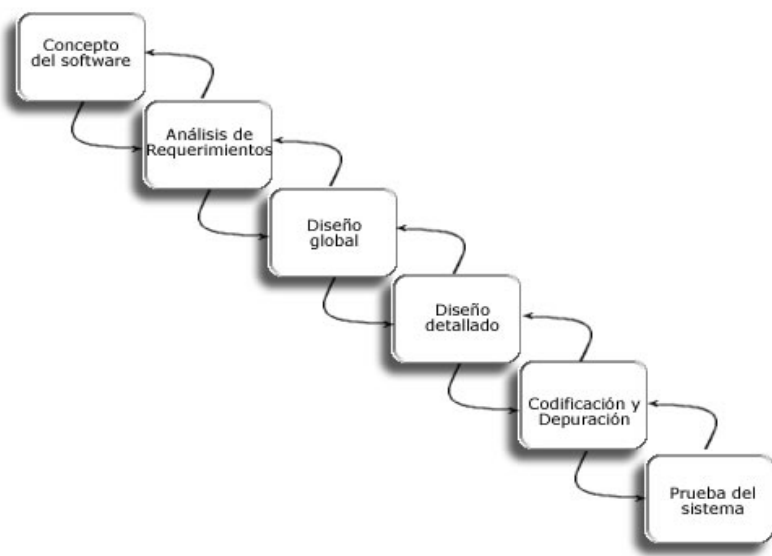 Concepto
del software
Análisis de
Requerimientos
Diseño
global
Diseño
detallado
Codificación y
Depuración
Prueba del
sistema